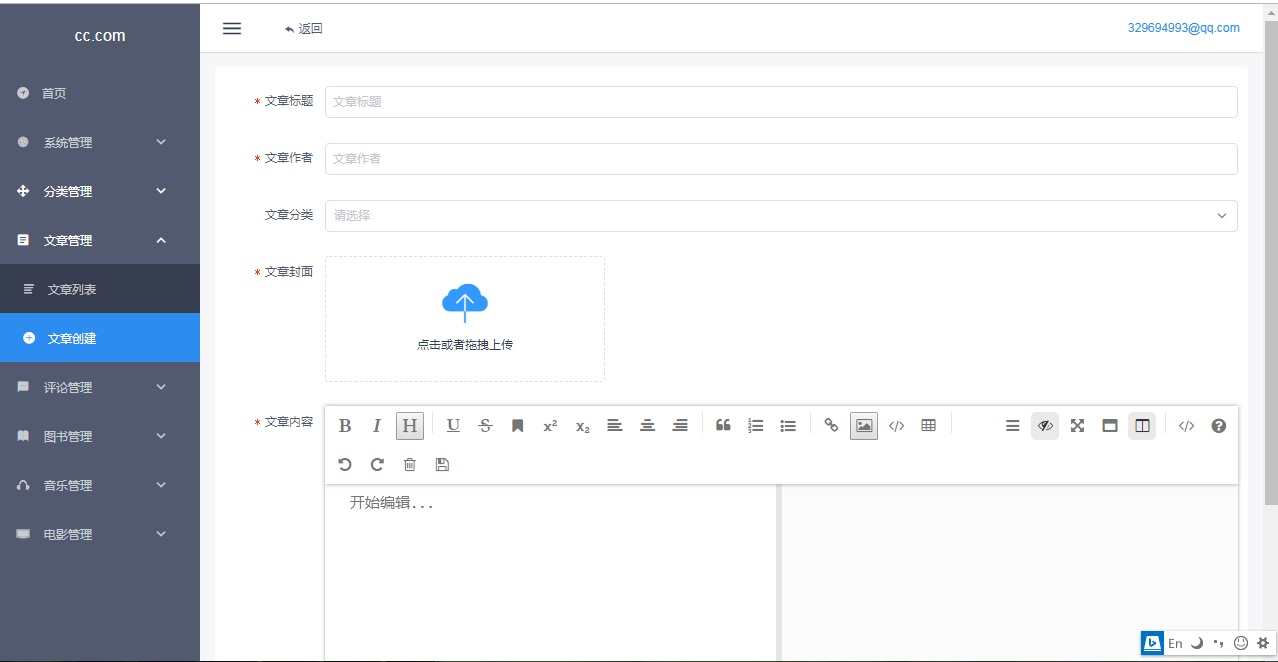 cc.com
返回
329694993@qq.com
首页
系统管理
分类管理
文章管理
文章列表
文章创建
评论管理
图书管理
音乐管理
电影管理
* 文章标题
文章标题
* 文章作者
文章作者
文章分类
请选择
* 文章封面
点击或者拖拽上传
* 文章内容
B I H U S x² x₂
开始编辑...
En